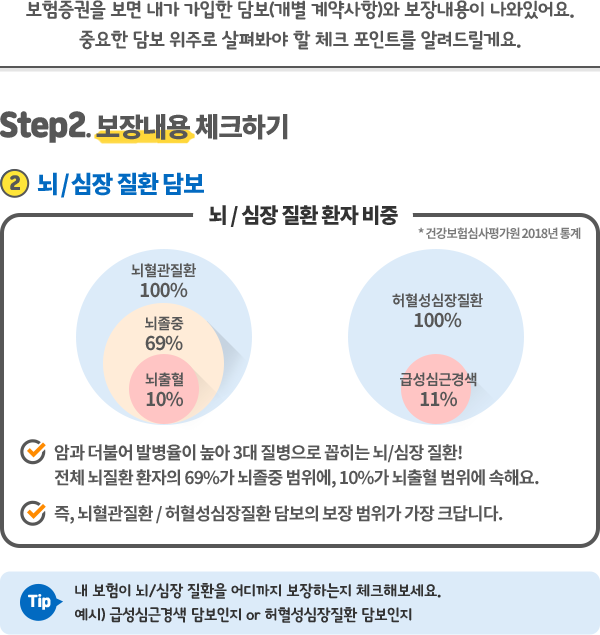 보험증권을 보면 내가 가입한 담보(개별 계약사항)와 보장내용이 나와있어요.
중요한 담보 위주로 살펴봐야 할 체크 포인트를 알려드릴게요.
Step2. 보장내용 체크하기
2 뇌 / 심장 질환 담보
뇌 / 심장 질환 환자 비중
* 건강보험심사평가원 2018년 통계
뇌혈관질환
100%
뇌졸중
69%
뇌출혈
10%
허혈성심장질환
100%
급성심근경색
11%
암과 더불어 발병율이 높아 3대 질병으로 꼽히는 뇌/심장 질환!
전체 뇌질환 환자의 69%가 뇌졸중 범위에, 10%가 뇌출혈 범위에 속해요.
즉, 뇌혈관질환 / 허혈성심장질환 담보의 보장 범위가 가장 크답니다.
Tip
내 보험이 뇌/심장 질환을 어디까지 보장하는지 체크해보세요.
예시) 급성심근경색 담보인지 or 허혈성심장질환 담보인지